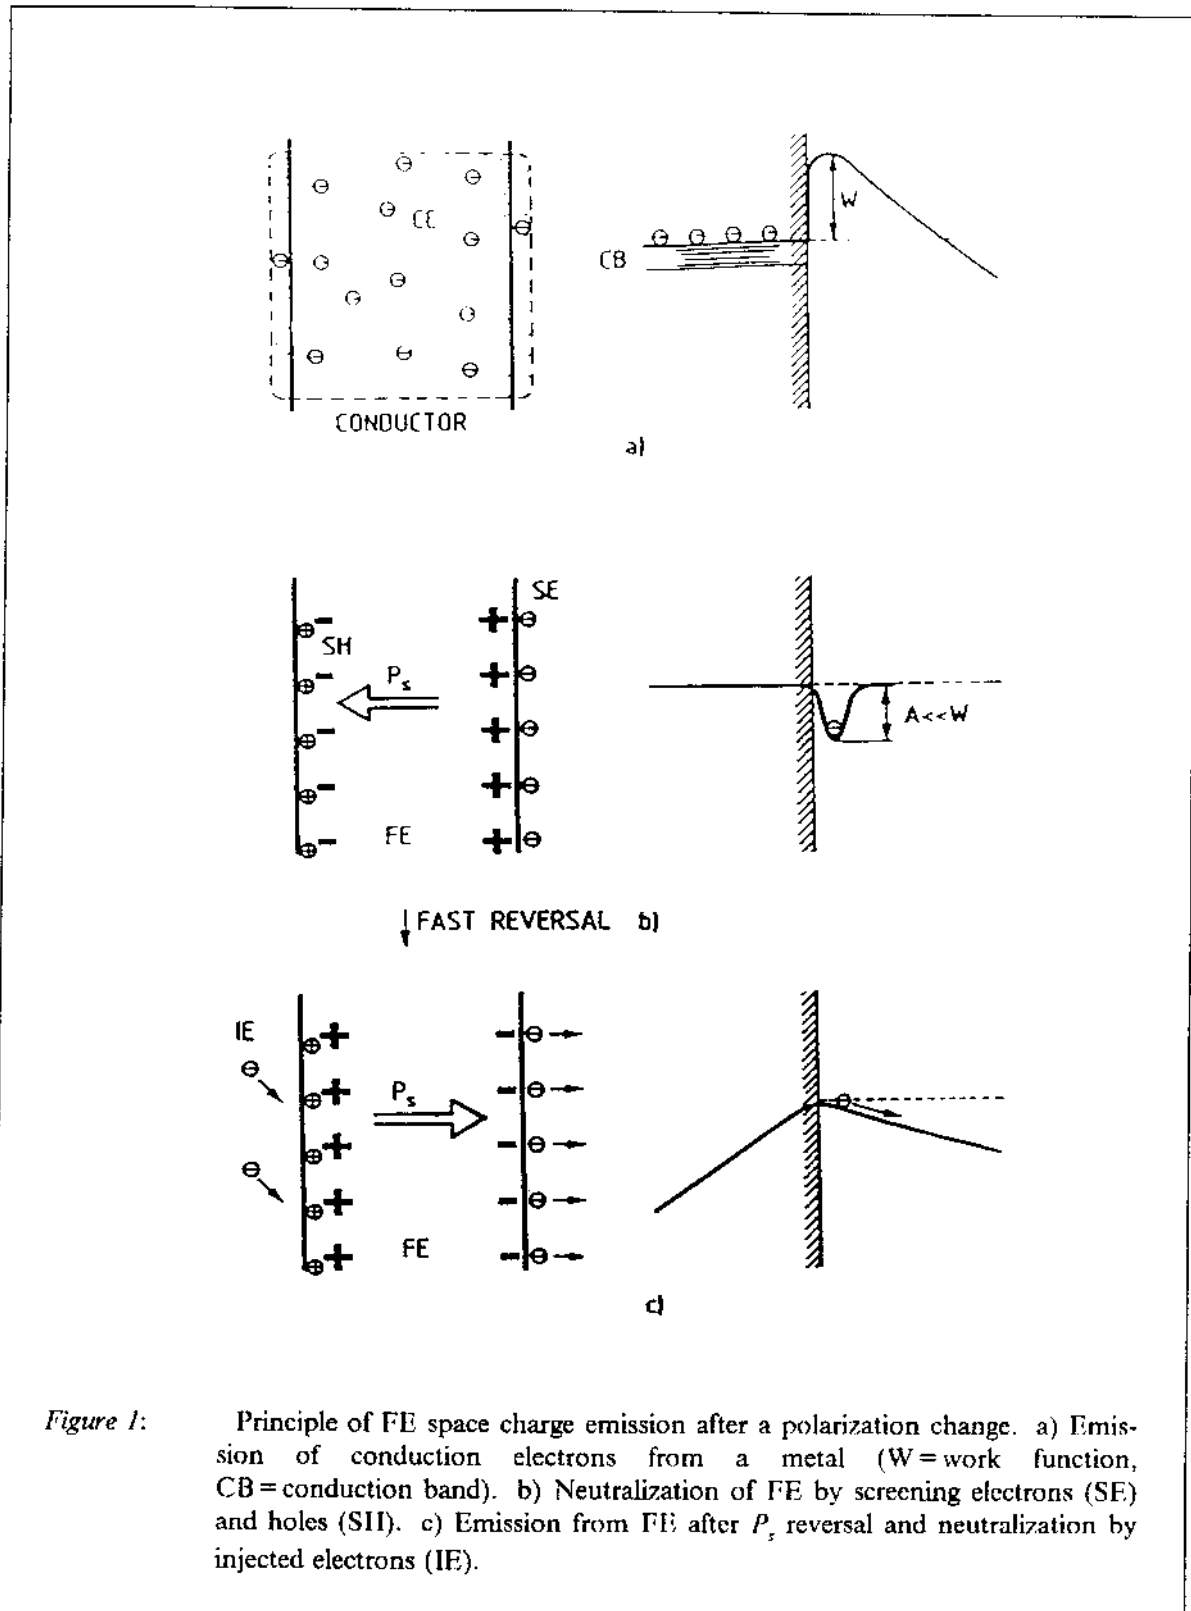 CE
W
CB
CONDUCTOR
a)
SE
SH
P_s
A<<W
FE
FAST REVERSAL b)
IE
P_s
FE
c)
Figure 1: Principle of FE space charge emission after a polarization change. a) Emis-
sion of conduction electrons from a metal (W=work function,
CB=conduction band). b) Neutralization of FE by screening electrons (SE)
and holes (SH). c) Emission from FE after P_s reversal and neutralization by
injected electrons (IE).